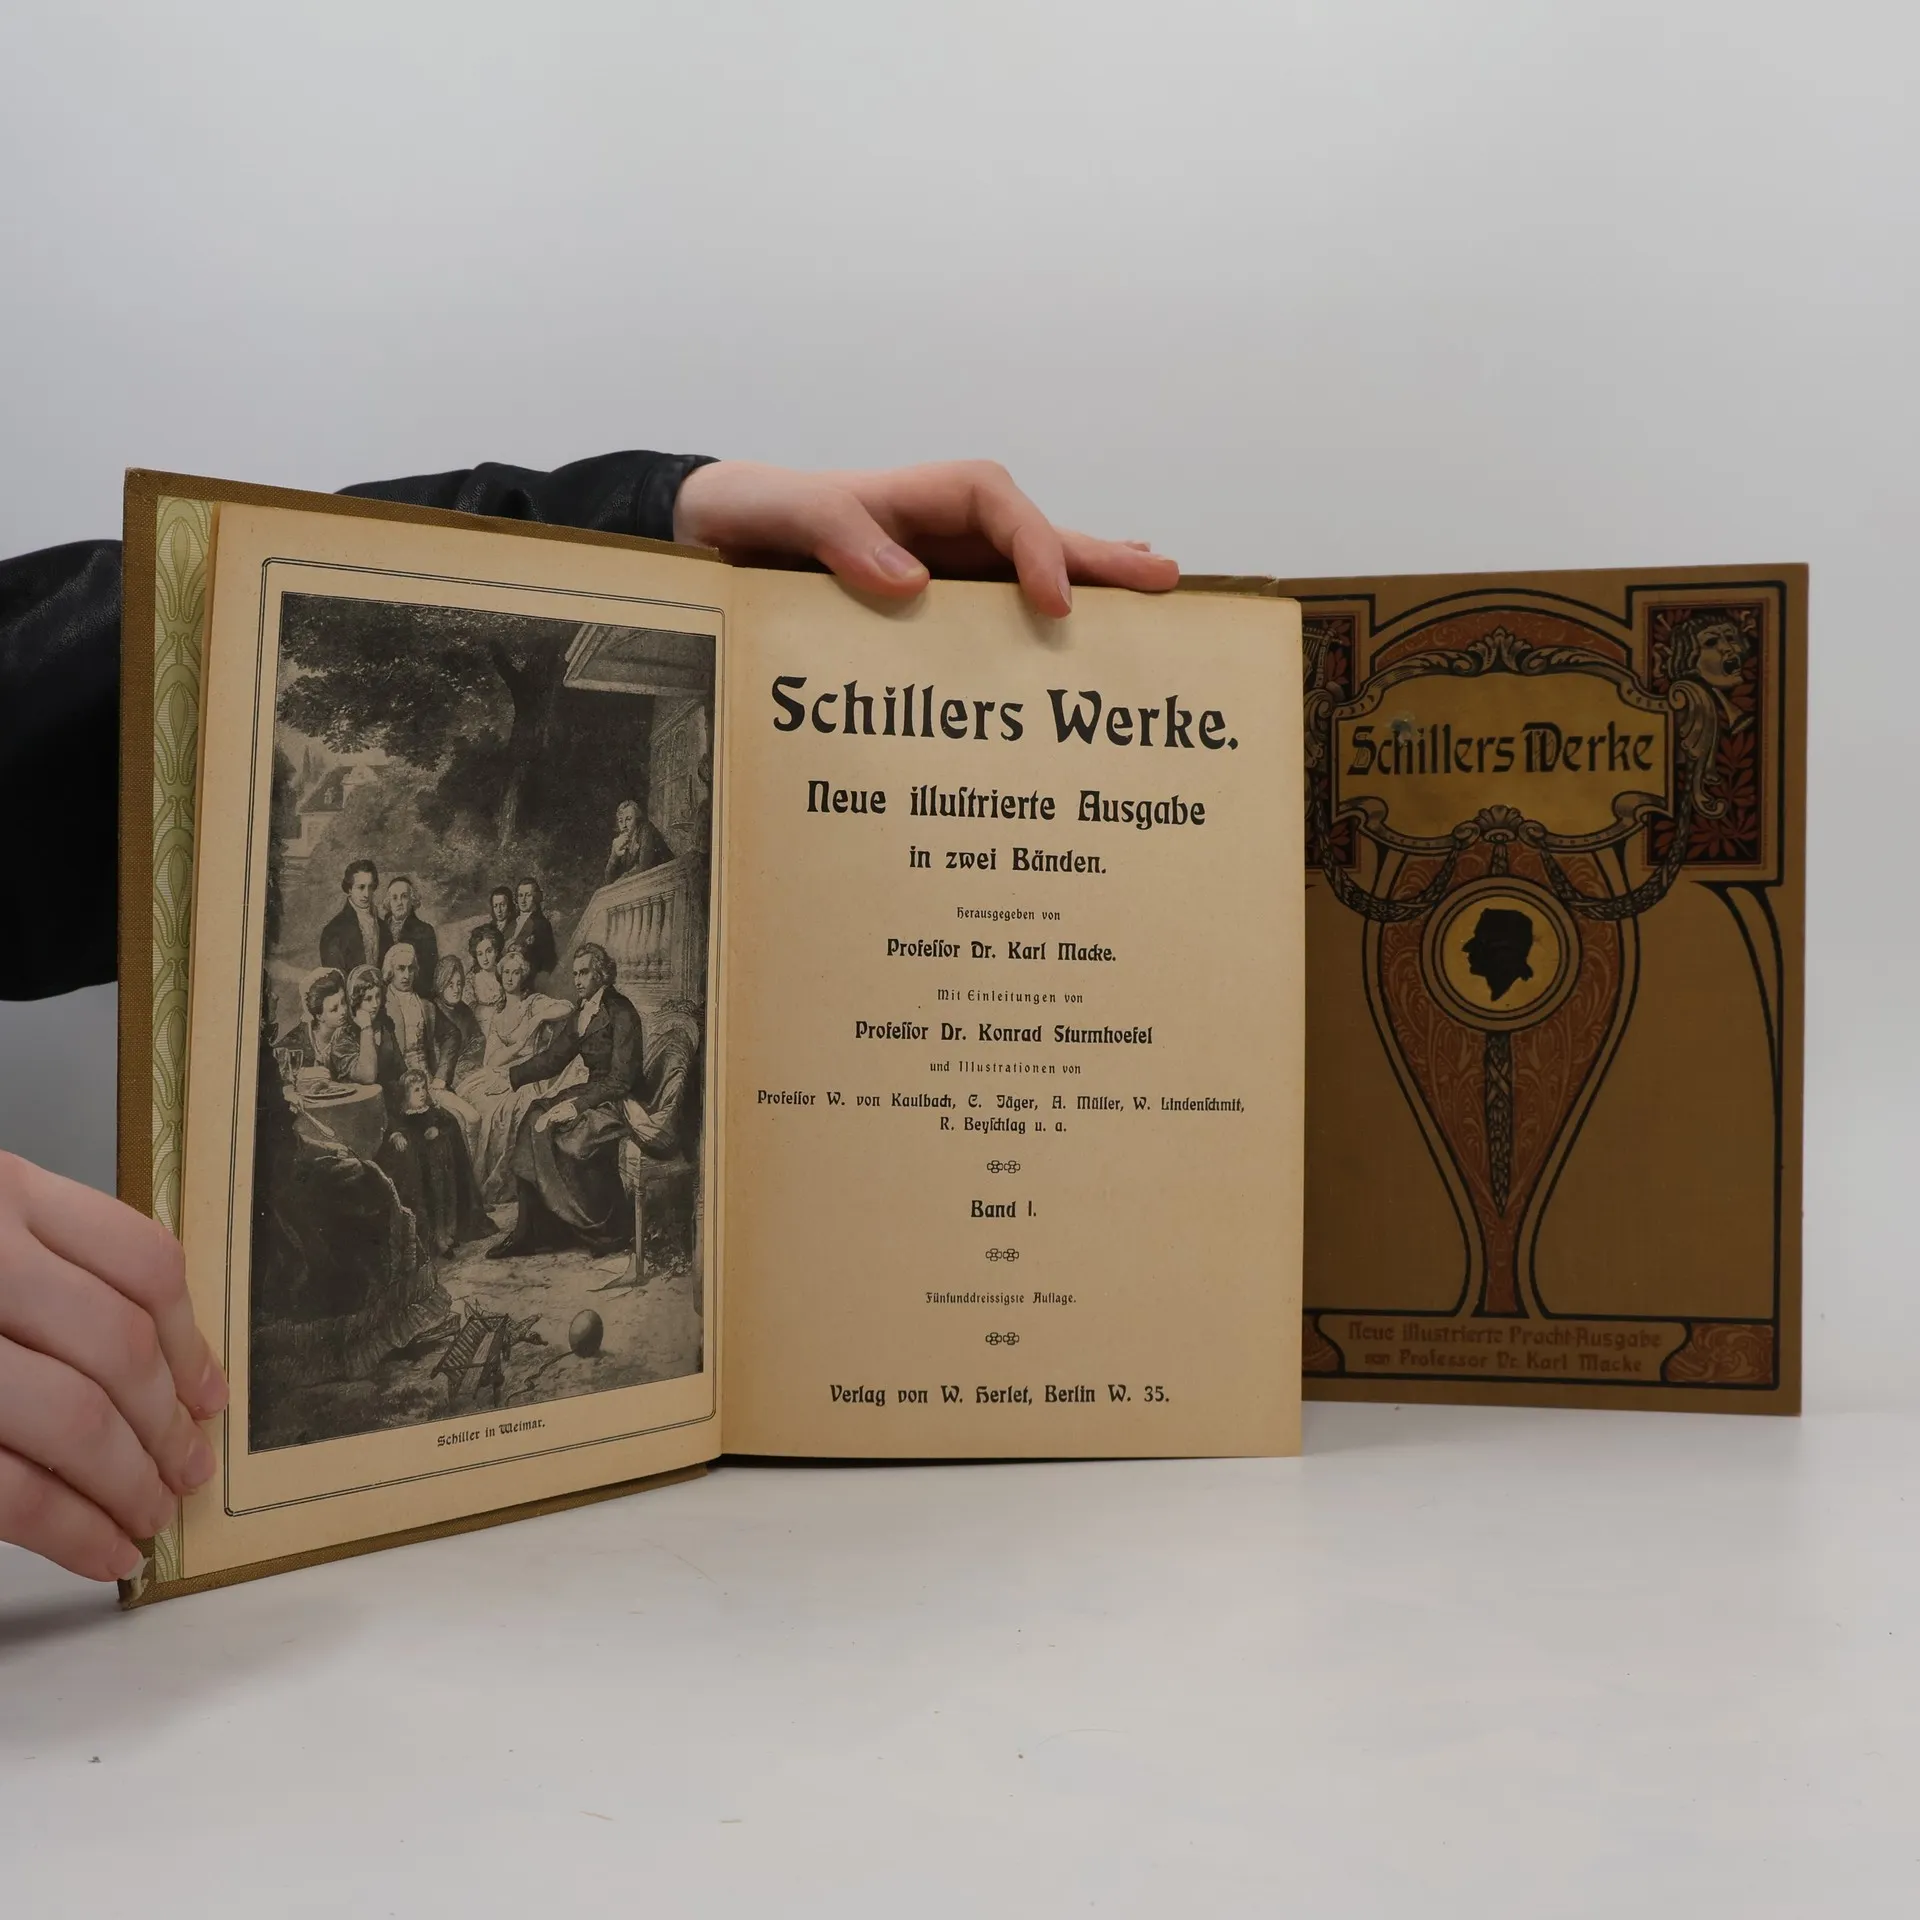 Schiller in Weimar.
Schillers Werke.
Neue illuſtrierte Ausgabe
in zwei Bänden.
Herausgegeben von
Profeſſor Dr. Karl Macke.
Mit Einleitungen von
Profeſſor Dr. Konrad Sturmhoefel
und Illustrationen von
Profeſſor W. von Kaulbach, C. Jäger, A. Müller, W. Lindenſchmit,
R. Beyſchlag u. a.
Band I.
Fünfunddreissigste Auflage.
Verlag von W. Herlet, Berlin W. 35.
Schillers Werke
Neue illustrierte Pracht-Ausgabe
von Professor Dr. Karl Macke